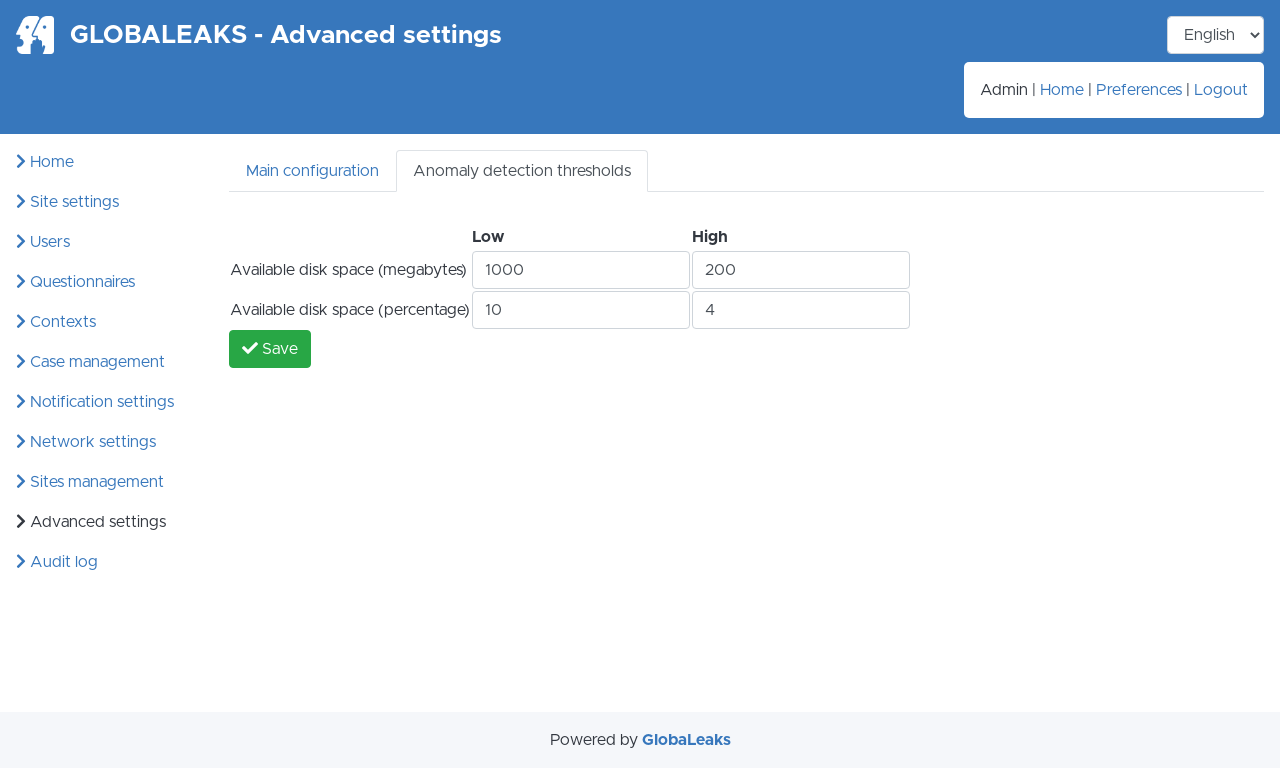 GLOBALEAKS - Advanced settings
English
Admin | Home | Preferences | Logout
Home
Site settings
Users
Questionnaires
Contexts
Case management
Notification settings
Network settings
Sites management
Advanced settings
Audit log
Main configuration
Anomaly detection thresholds
Low High
Available disk space (megabytes) 1000 200
Available disk space (percentage) 10 4
Save
Powered by GlobaLeaks